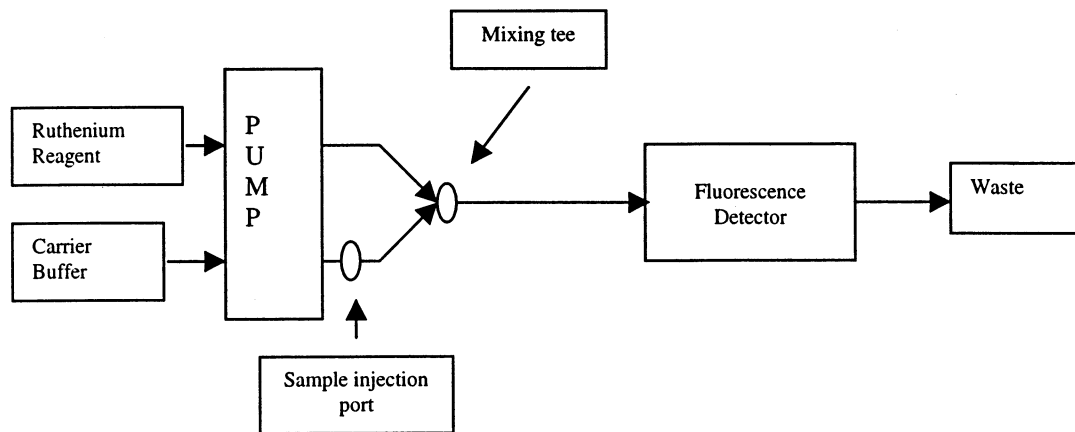 Mixing tee
Ruthenium
Reagent
P
U
M
P
Carrier
Buffer
Fluorescence
Detector
Waste
Sample injection
port